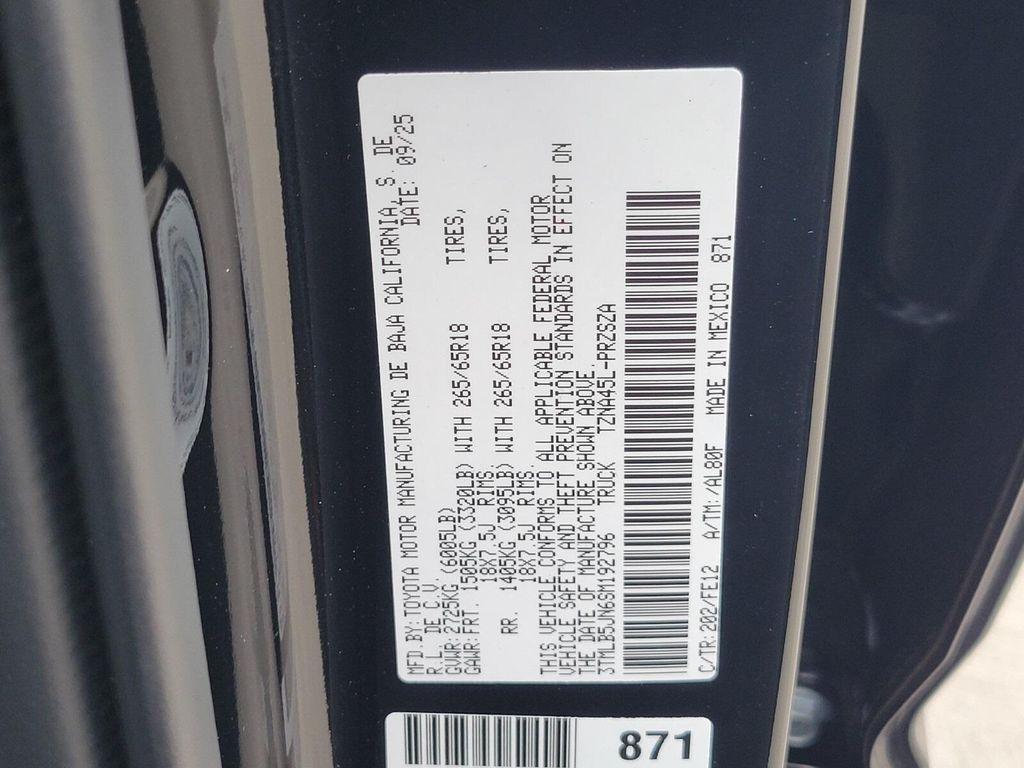 MFD.BY:TOYOTA MOTOR MANUFACTURING DE BAJA CALIFORNIA, S. DE
R.L. DE C.V. DATE: 09/25
GVWR:2725KG (6005LB)
GAWR:FRT. 1505KG (3320LB) WITH 265/65R18 TIRES,
18X7.5J RIMS.
RR. 1405KG (3095LB) WITH 265/65R18 TIRES,
18X7.5J RIMS.
THIS VEHICLE CONFORMS TO ALL APPLICABLE FEDERAL MOTOR
VEHICLE SAFETY AND THEFT PREVENTION STANDARDS IN EFFECT ON
THE DATE OF MANUFACTURE SHOWN ABOVE.
3TMLB5JN6SM192796 TRUCK TZNA45L-PRZSZA
C/TR:202/FE12 A/TM:/AL80F MADE IN MEXICO 871
871